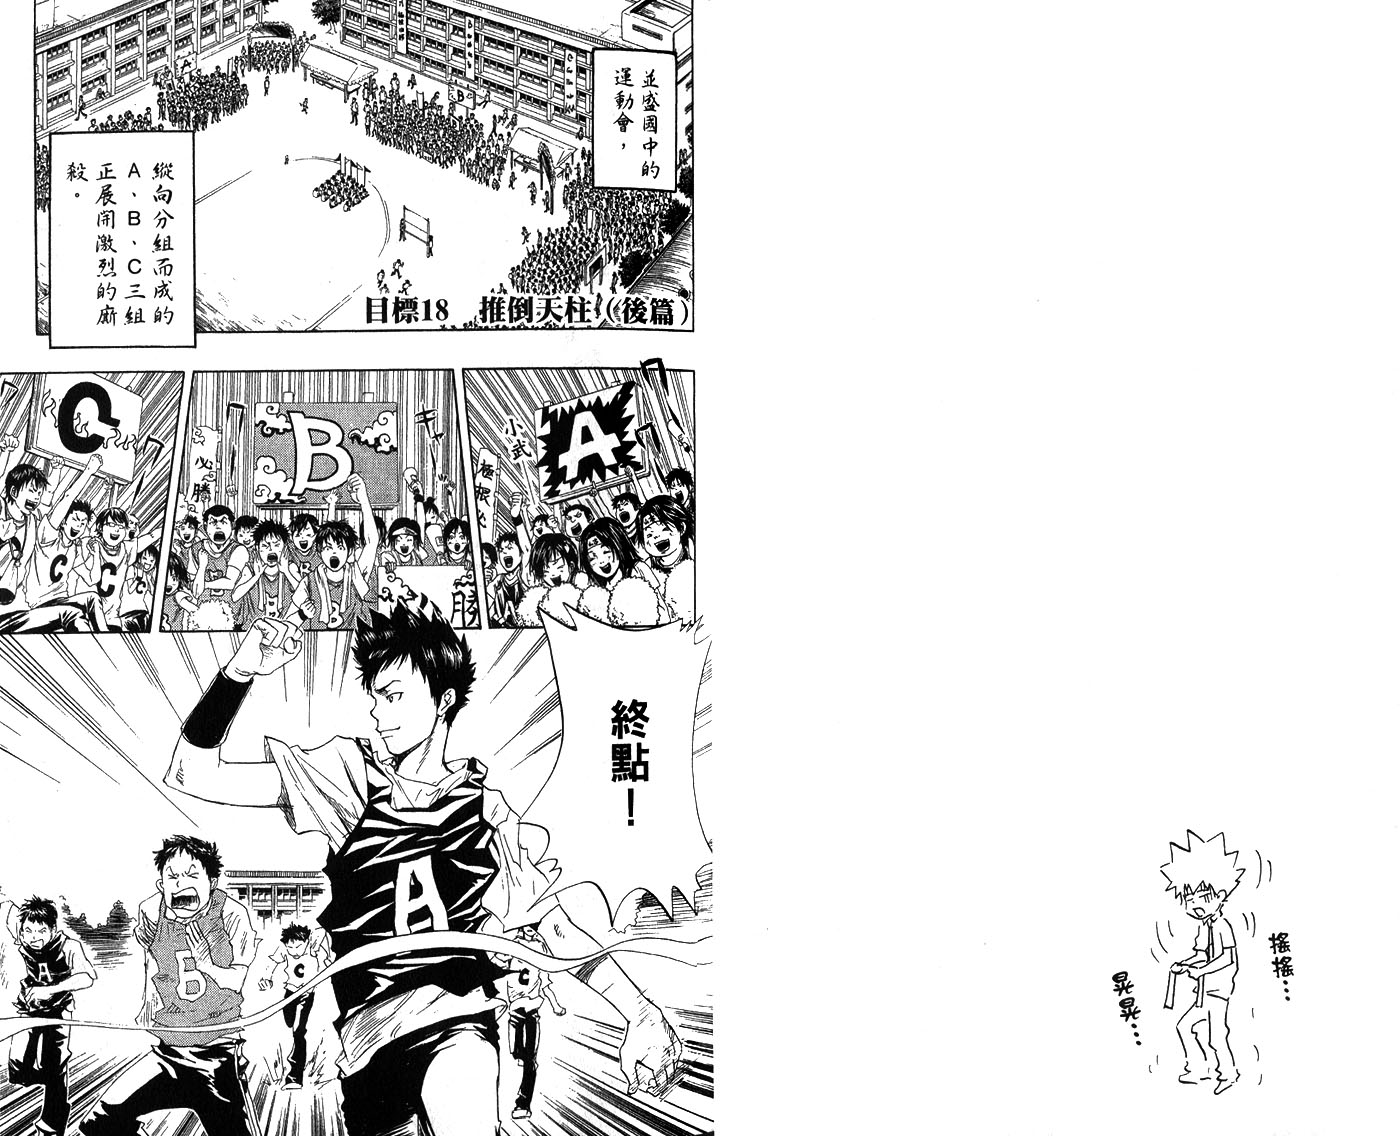 搖搖…
晃晃…
並盛國中的
運動會，
縱向分組而成的
A、B、C三組
正展開激烈的廝
殺。
目標18　推倒天柱（後篇）
A
小武
B
必勝
勝
C
終點！
A
B
A
C
C